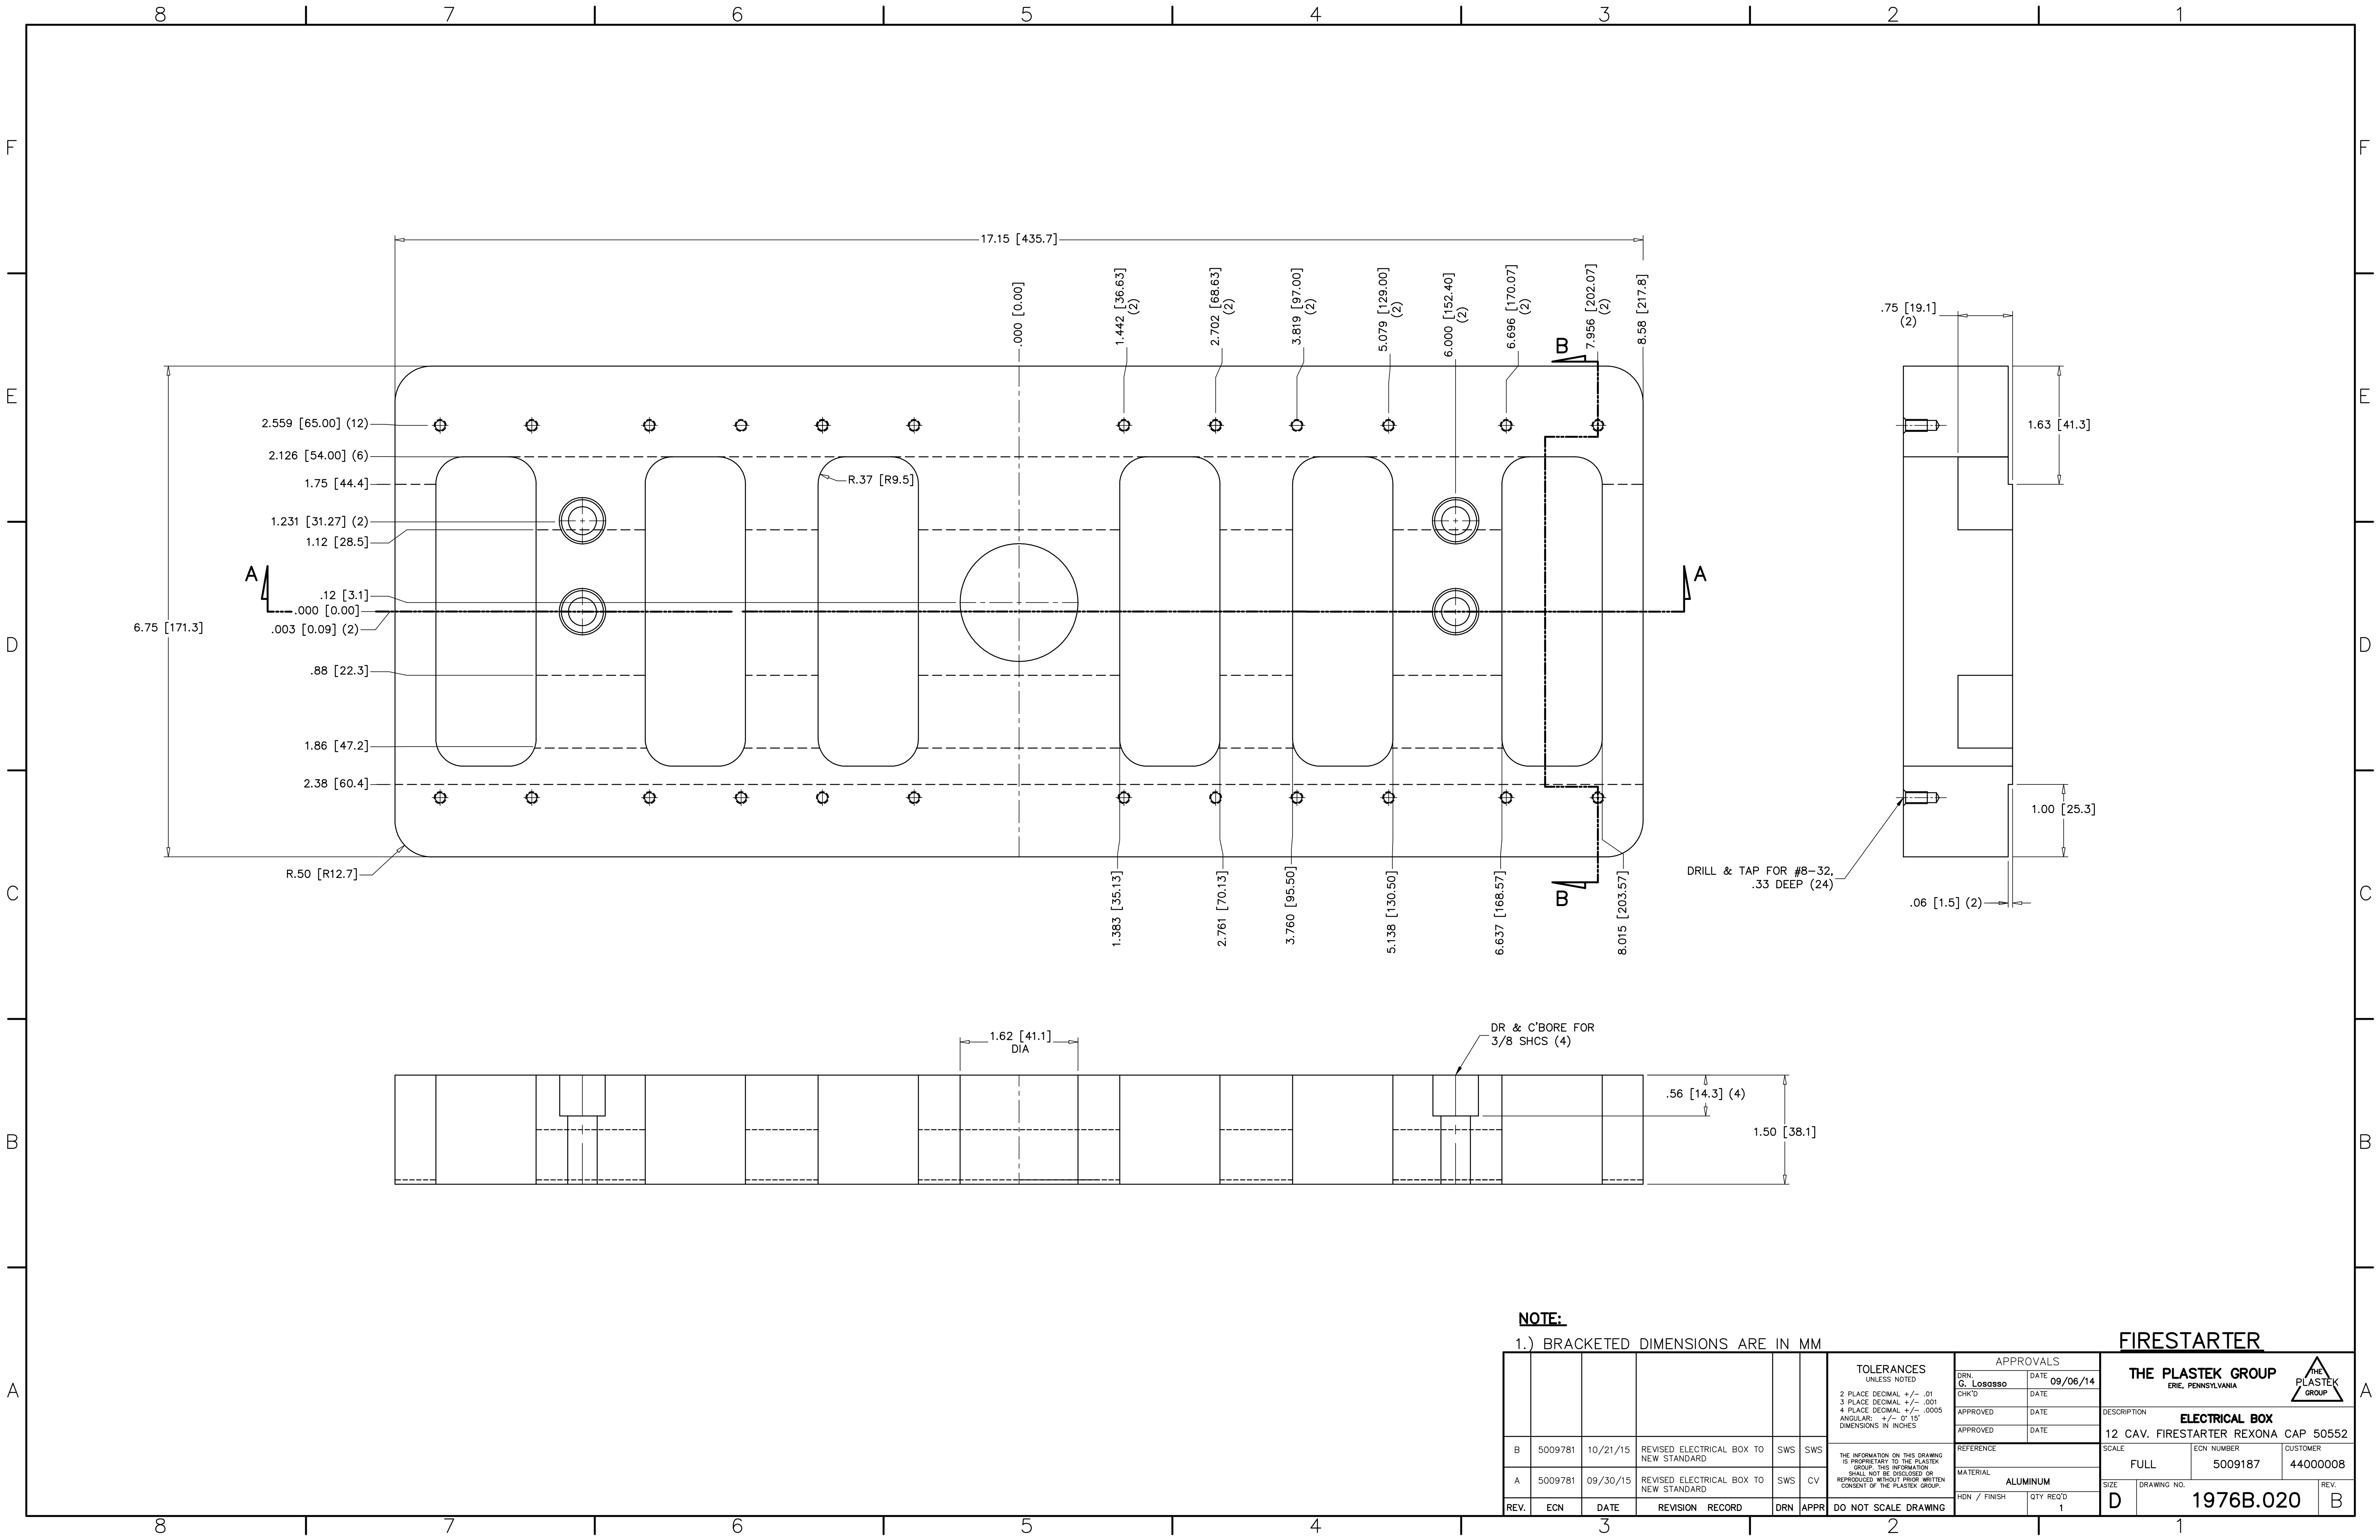 8 7 6 5 4 3 2 1
F F
E E
D D
C C
B B
A A
17.15 [435.7]
.000 [0.00]
1.442 [36.63]
(2)
2.702 [68.63]
(2)
3.819 [97.00]
(2)
5.079 [129.00]
(2)
6.000 [152.40]
(2)
6.696 [170.07]
(2)
7.956 [202.07]
(2)
8.58 [217.8]
B
2.559 [65.00] (12)
2.126 [54.00] (6)
1.75 [44.4]
R.37 [R9.5]
1.231 [31.27] (2)
1.12 [28.5]
A A
.12 [3.1]
.000 [0.00]
.003 [0.09] (2)
6.75 [171.3]
.88 [22.3]
1.86 [47.2]
2.38 [60.4]
R.50 [R12.7]
1.383 [35.13]
2.761 [70.13]
3.760 [95.50]
5.138 [130.50]
6.637 [168.57]
8.015 [203.57]
B
.75 [19.1]
(2)
1.63 [41.3]
1.00 [25.3]
DRILL & TAP FOR #8-32,
.33 DEEP (24)
.06 [1.5] (2)
1.62 [41.1]
DIA
DR & C'BORE FOR
3/8 SHCS (4)
.56 [14.3] (4)
1.50 [38.1]
NOTE:
1.) BRACKETED DIMENSIONS ARE IN MM
FIRESTARTER
B 5009781 10/21/15 REVISED ELECTRICAL BOX TO NEW STANDARD SWS SWS
A 5009781 09/30/15 REVISED ELECTRICAL BOX TO NEW STANDARD SWS CV
REV. ECN DATE REVISION RECORD DRN APPR
TOLERANCES
UNLESS NOTED
2 PLACE DECIMAL +/- .01
3 PLACE DECIMAL +/- .001
4 PLACE DECIMAL +/- .0005
ANGULAR: +/- 0° 15'
DIMENSIONS IN INCHES
THE INFORMATION ON THIS DRAWING
IS PROPRIETARY TO THE PLASTEK
GROUP. THIS INFORMATION
SHALL NOT BE DISCLOSED OR
REPRODUCED WITHOUT PRIOR WRITTEN
CONSENT OF THE PLASTEK GROUP.
DO NOT SCALE DRAWING
APPROVALS
DRN. G. Losasso DATE 09/06/14
CHK'D DATE
APPROVED DATE
APPROVED DATE
REFERENCE
MATERIAL
ALUMINUM
HDN / FINISH QTY REQ'D
1
THE PLASTEK GROUP
ERIE, PENNSYLVANIA
THE
PLASTEK
GROUP
DESCRIPTION
ELECTRICAL BOX
12 CAV. FIRESTARTER REXONA CAP 50552
SCALE ECN NUMBER CUSTOMER
FULL 5009187 44000008
SIZE DRAWING NO. REV.
D 1976B.020 B
8 7 6 5 4 3 2 1